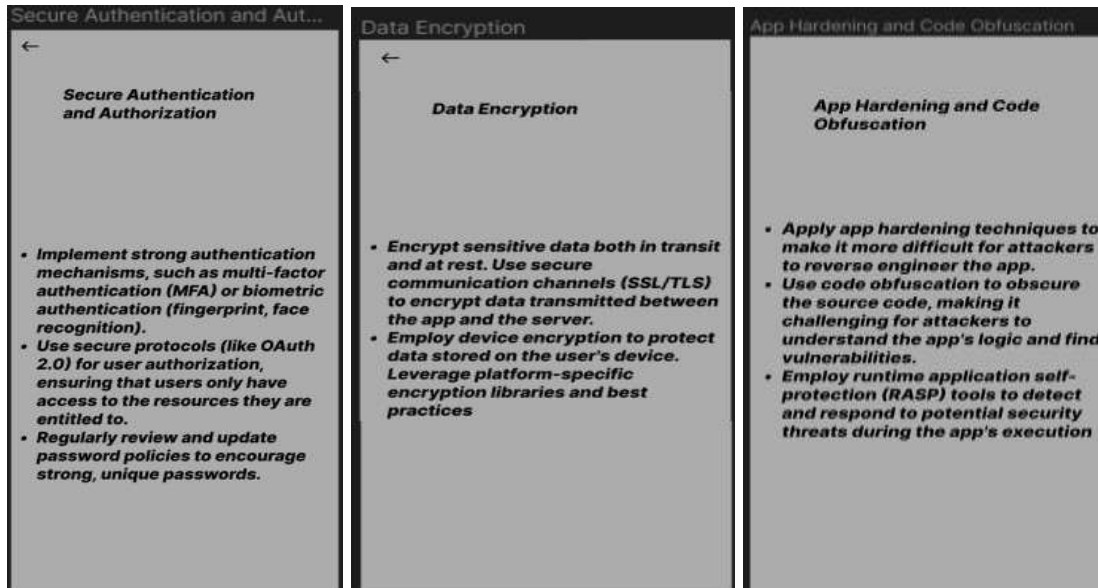 Secure Authentication and Aut...
←
Secure Authentication
and Authorization
• Implement strong authentication
mechanisms, such as multi-factor
authentication (MFA) or biometric
authentication (fingerprint, face
recognition).
• Use secure protocols (like OAuth
2.0) for user authorization,
ensuring that users only have
access to the resources they are
entitled to.
• Regularly review and update
password policies to encourage
strong, unique passwords.
Data Encryption
←
Data Encryption
• Encrypt sensitive data both in transit
and at rest. Use secure
communication channels (SSL/TLS)
to encrypt data transmitted between
the app and the server.
• Employ device encryption to protect
data stored on the user's device.
Leverage platform-specific
encryption libraries and best
practices
App Hardening and Code Obfuscation
App Hardening and Code
Obfuscation
• Apply app hardening techniques to
make it more difficult for attackers
to reverse engineer the app.
• Use code obfuscation to obscure
the source code, making it
challenging for attackers to
understand the app's logic and find
vulnerabilities.
• Employ runtime application self-
protection (RASP) tools to detect
and respond to potential security
threats during the app's execution